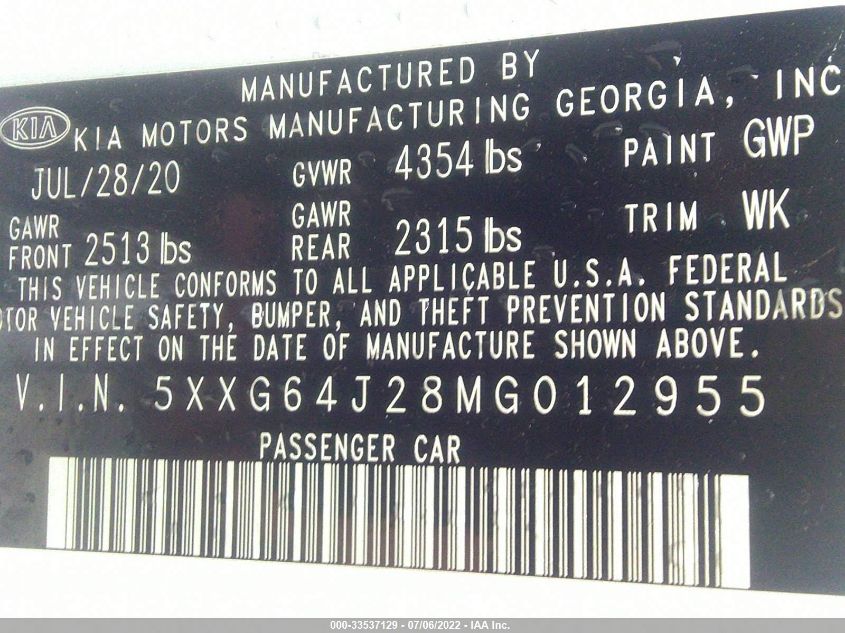 MANUFACTURED BY
KIA KIA MOTORS MANUFACTURING GEORGIA, INC
JUL/28/20 GVWR 4354 lbs PAINT GWP
GAWR FRONT 2513 lbs GAWR REAR 2315 lbs TRIM WK
THIS VEHICLE CONFORMS TO ALL APPLICABLE U.S.A. FEDERAL
OTOR VEHICLE SAFETY, BUMPER, AND THEFT PREVENTION STANDARDS
IN EFFECT ON THE DATE OF MANUFACTURE SHOWN ABOVE.
V.I.N. 5XXG64J28MG012955
PASSENGER CAR
000-33537129 - 07/06/2022 - IAA Inc.